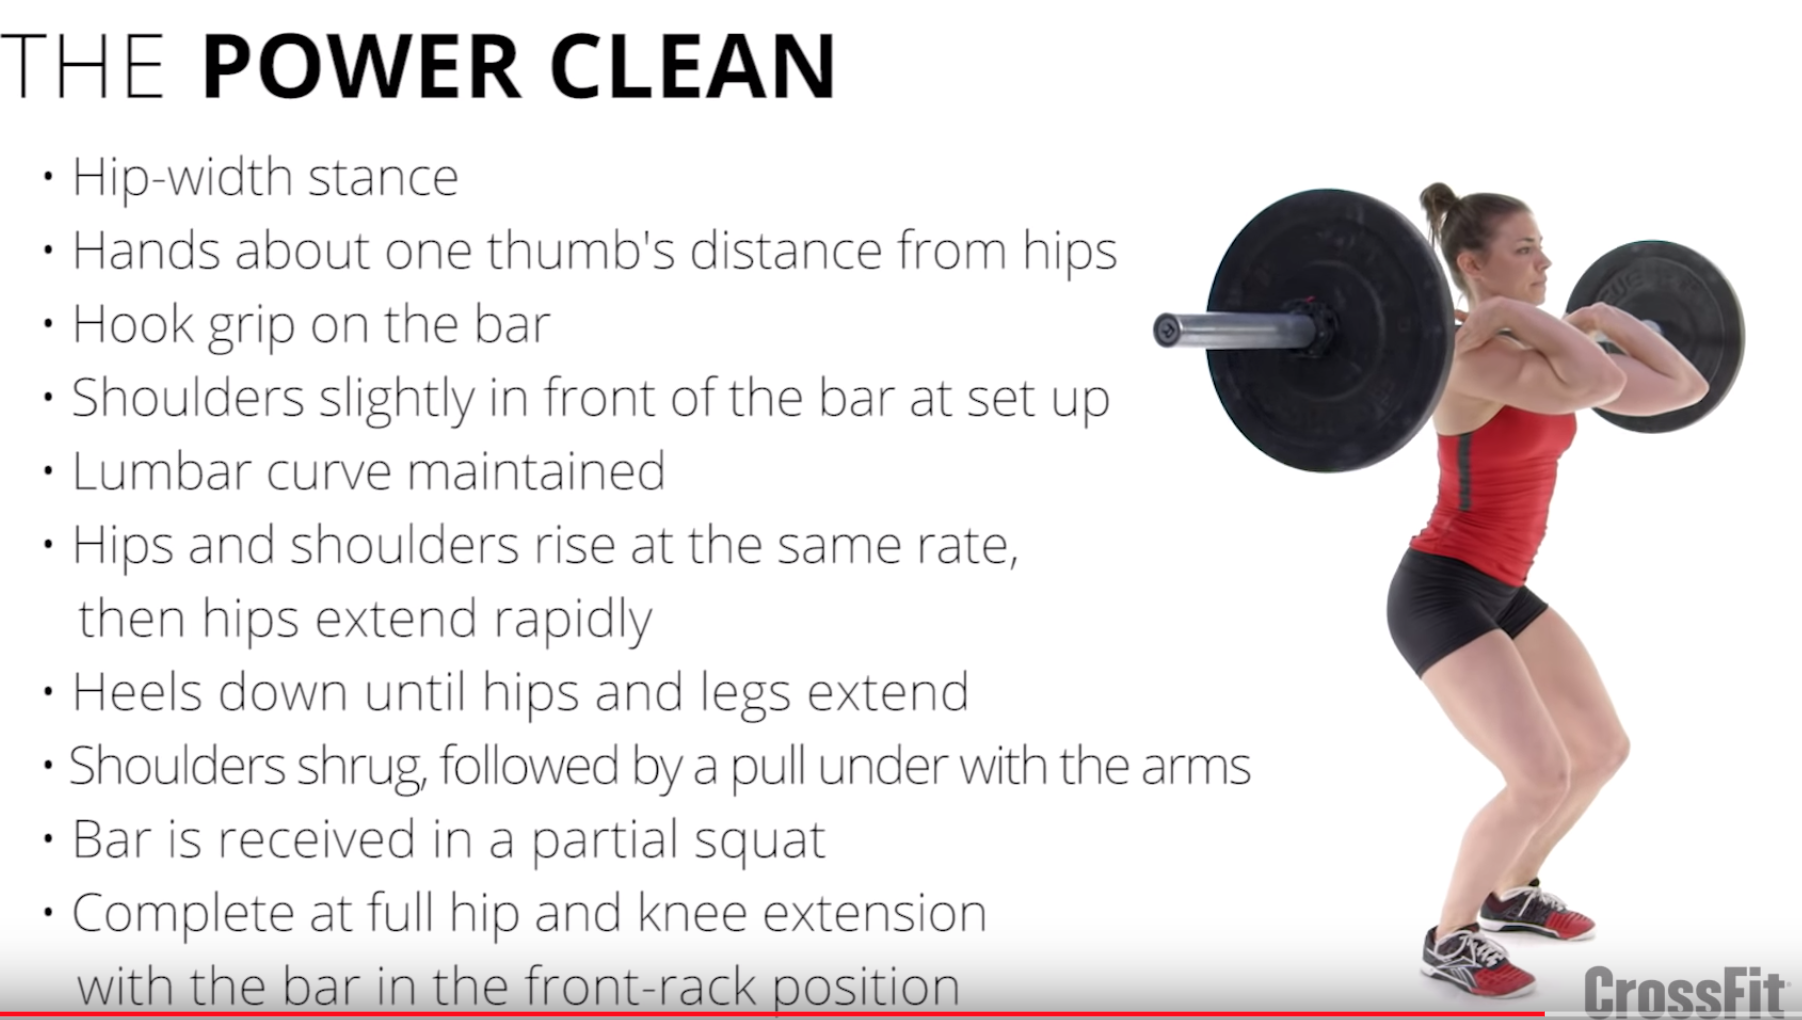 THE POWER CLEAN
• Hip-width stance
• Hands about one thumb's distance from hips
• Hook grip on the bar
• Shoulders slightly in front of the bar at set up
• Lumbar curve maintained
• Hips and shoulders rise at the same rate,
then hips extend rapidly
• Heels down until hips and legs extend
• Shoulders shrug, followed by a pull under with the arms
• Bar is received in a partial squat
• Complete at full hip and knee extension
with the bar in the front-rack position
CrossFit